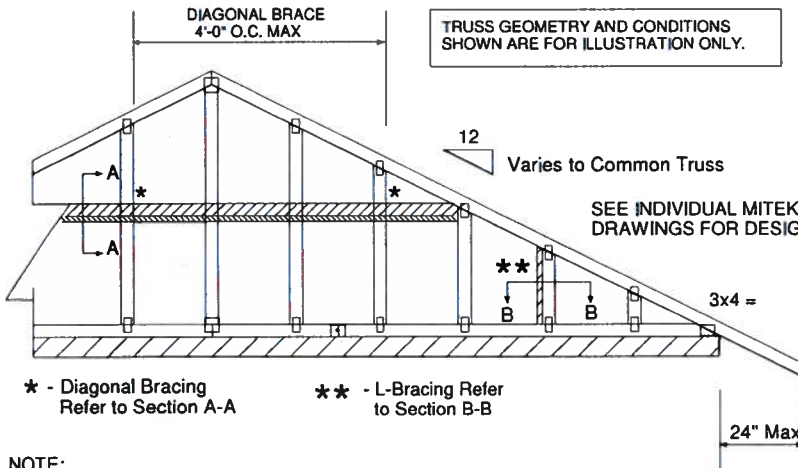 DIAGONAL BRACE
4'-0" O.C. MAX
TRUSS GEOMETRY AND CONDITIONS
SHOWN ARE FOR ILLUSTRATION ONLY.
12
Varies to Common Truss
SEE INDIVIDUAL MITEK
DRAWINGS FOR DESIG
A
*
*
A
**
B B
3x4 =
* - Diagonal Bracing
Refer to Section A-A
** - L-Bracing Refer
to Section B-B
24" Max
NOTE: